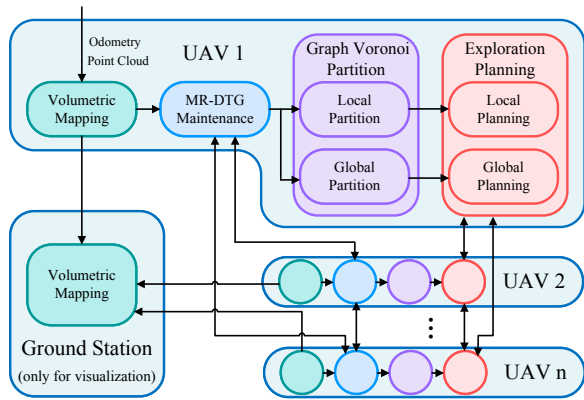 Odometry
Point Cloud
UAV 1
Graph Voronoi
Partition
Exploration
Planning
Volumetric
Mapping
MR-DTG
Maintenance
Local
Partition
Local
Planning
Global
Partition
Global
Planning
Volumetric
Mapping
Ground Station
(only for visualization)
UAV 2
...
UAV n